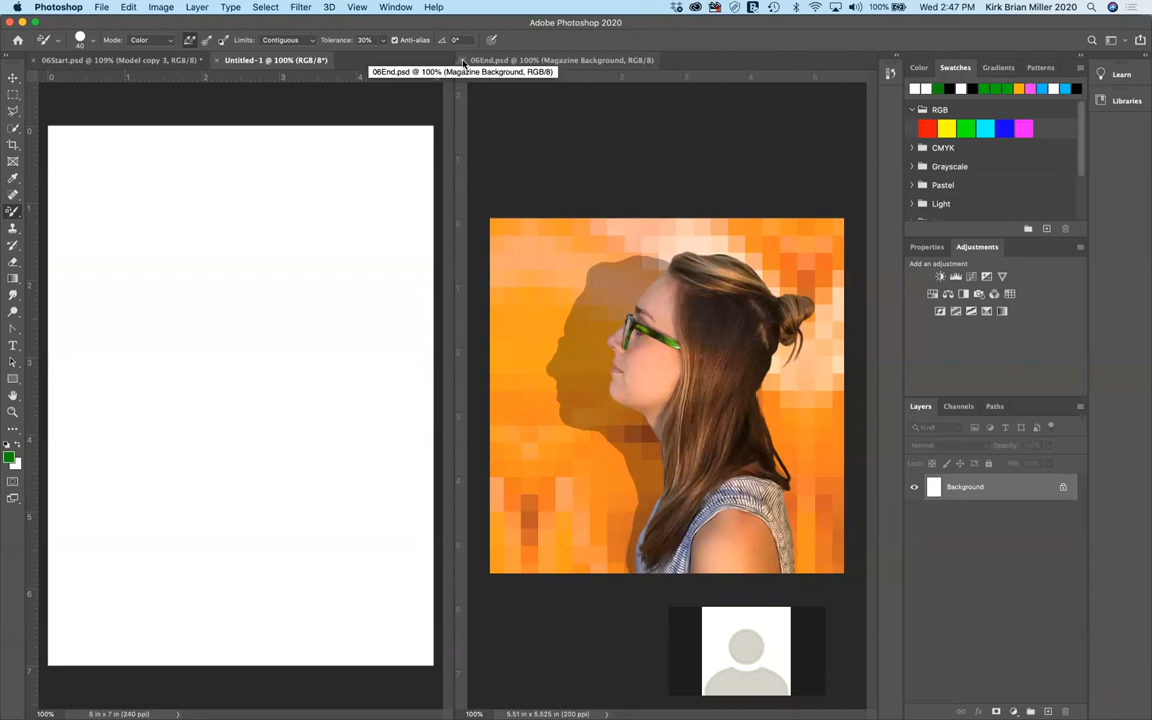 Photoshop File Edit Image Layer Type Select Filter 3D View Window Help 100% Wed 2:47 PM Kirk Brian Miller 2020
Adobe Photoshop 2020
40 Mode: Color Limits: Contiguous Tolerance: 30% Anti-alias 0°
06Start.psd @ 109% (Model copy 3, RGB/8) * Untitled-1 @ 100% (RGB/8*) 06End.psd @ 100% (Magazine Background, RGB/8)
06End.psd @ 100% (Magazine Background, RGB/8)
Color Swatches Gradients Patterns
Learn
Libraries
RGB
CMYK
Grayscale
Pastel
Light
Properties Adjustments
Add an adjustment
Layers Channels Paths
Kind
Normal Opacity:
Lock: Fill:
Background
100% 5 in x 7 in (240 ppi) 100% 5.51 in x 5.525 in (200 ppi)